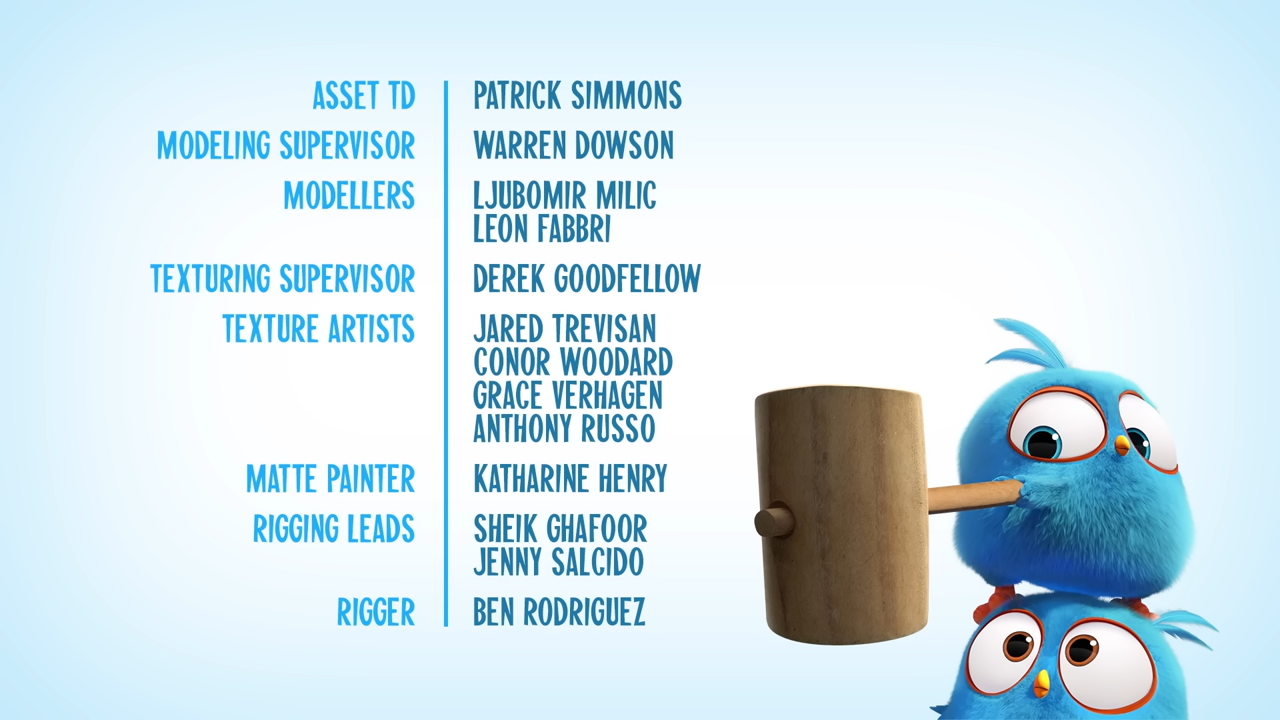 ASSET TD PATRICK SIMMONS
MODELING SUPERVISOR WARREN DOWSON
MODELLERS LJUBOMIR MILIC
LEON FABBRI
TEXTURING SUPERVISOR DEREK GOODFELLOW
TEXTURE ARTISTS JARED TREVISAN
CONOR WOODARD
GRACE VERHAGEN
ANTHONY RUSSO
MATTE PAINTER KATHARINE HENRY
RIGGING LEADS SHEIK GHAFOOR
JENNY SALCIDO
RIGGER BEN RODRIGUEZ